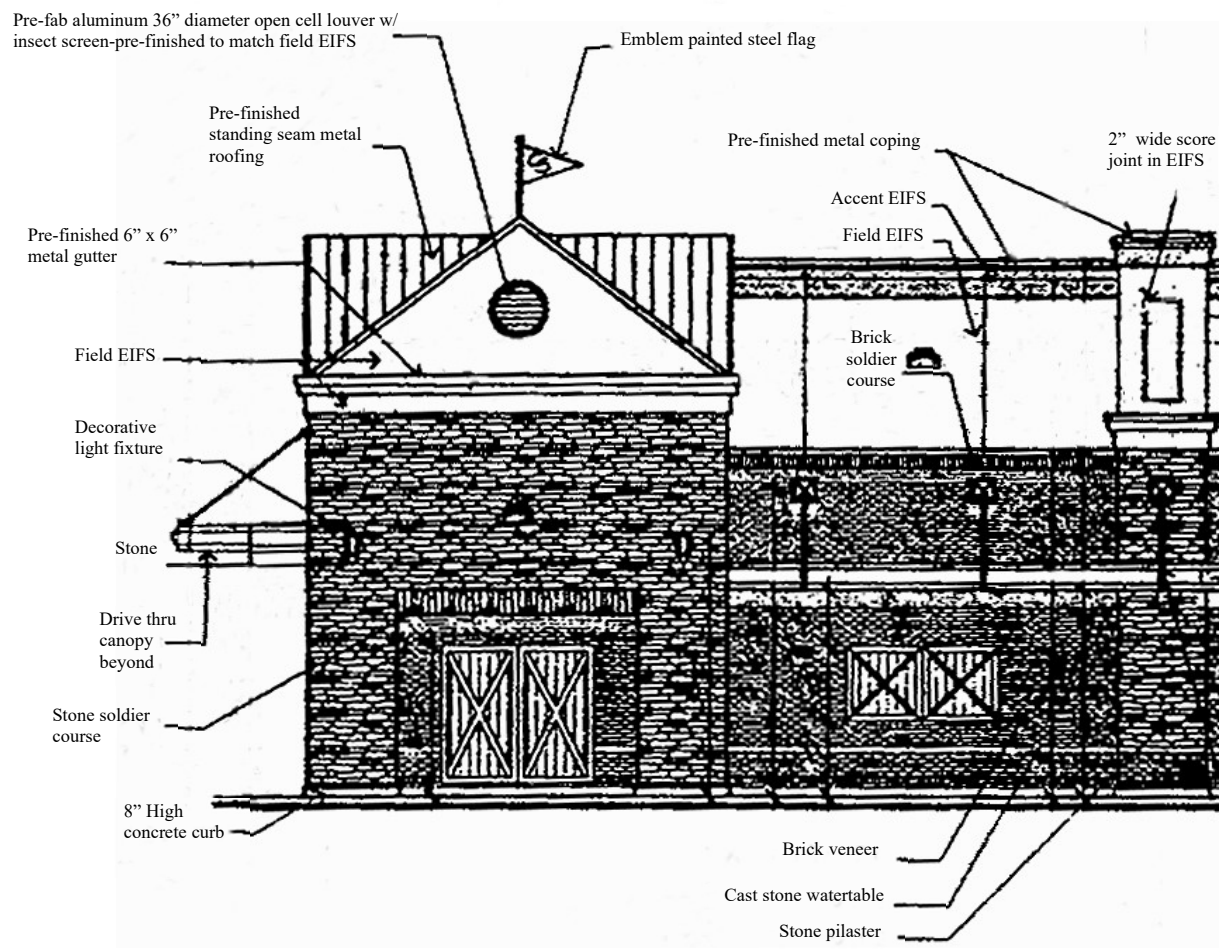 Pre-fab aluminum 36” diameter open cell louver w/
insect screen-pre-finished to match field EIFS
Emblem painted steel flag
Pre-finished
standing seam metal
roofing
Pre-finished metal coping
2” wide score
joint in EIFS
Accent EIFS
Field EIFS
Pre-finished 6” x 6”
metal gutter
Field EIFS
Brick
soldier
course
Decorative
light fixture
Stone
Drive thru
canopy
beyond
Stone soldier
course
8” High
concrete curb
Brick veneer
Cast stone watertable
Stone pilaster
S